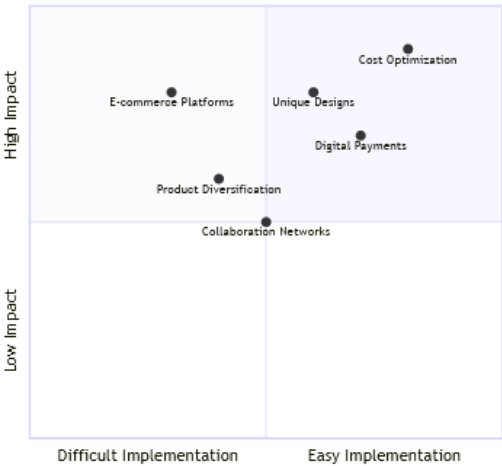 Cost Optimization
E-commerce Platforms
Unique Designs
Digital Payments
Product Diversification
Collaboration Networks
High Impact
Low Impact
Difficult Implementation
Easy Implementation